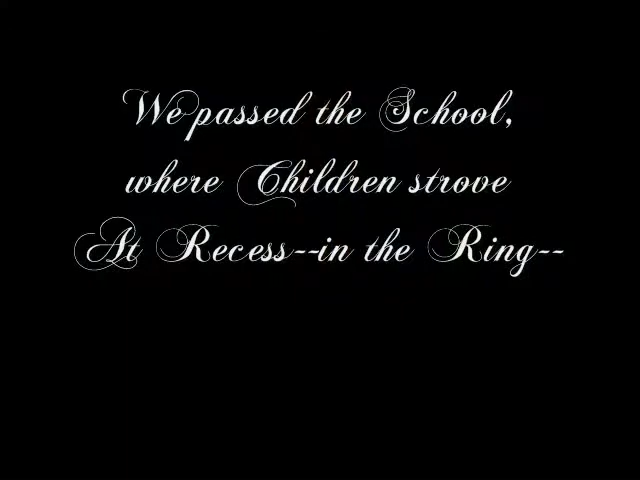 We passed the School,
where Children strove
At Recess--in the Ring--